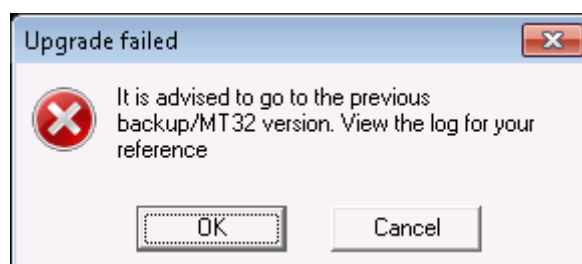 Upgrade failed
It is advised to go to the previous
backup/MT32 version. View the log for your
reference
OK
Cancel